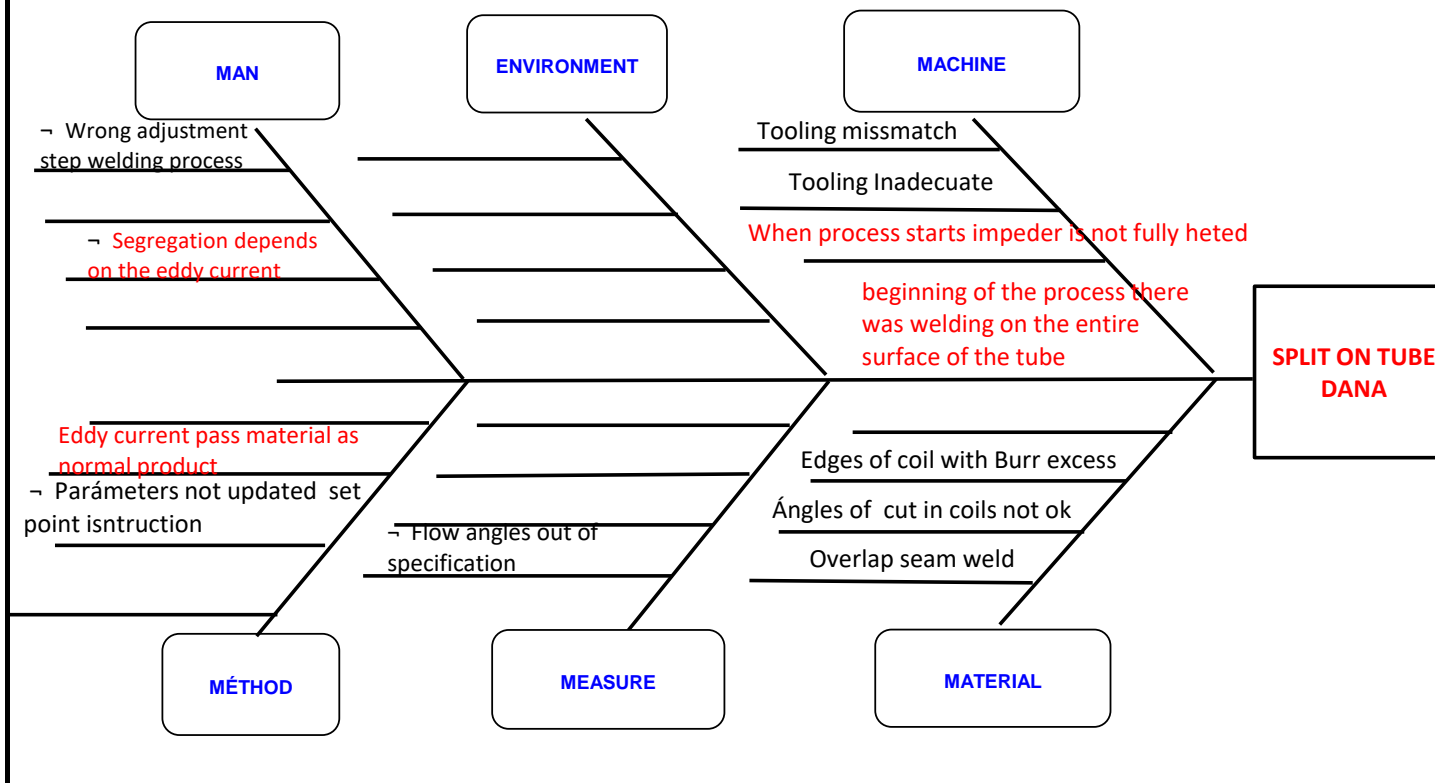 MAN
ENVIRONMENT
MACHINE
¬ Wrong adjustment
step welding process
¬ Segregation depends
on the eddy current
Tooling missmatch
Tooling Inadecuate
When process starts impeder is not fully heted
beginning of the process there
was welding on the entire
surface of the tube
SPLIT ON TUBE
DANA
Eddy current pass material as
normal product
¬ Parámeters not updated set
point isntruction
¬ Flow angles out of
specification
Edges of coil with Burr excess
Ángles of cut in coils not ok
Overlap seam weld
MÉTHOD
MEASURE
MATERIAL